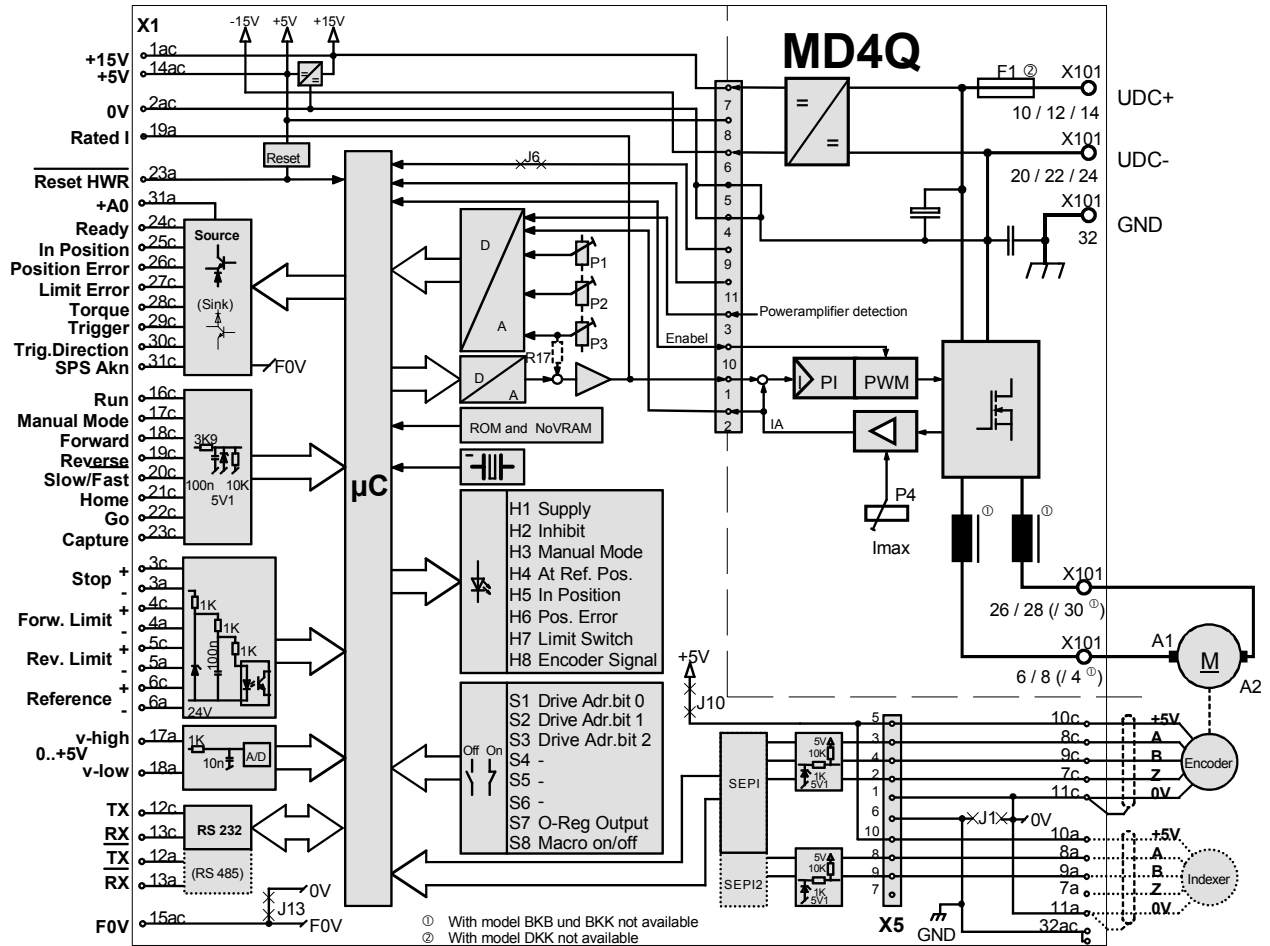 X1
-15V
+5V
+15V
MD4Q
+15V
1ac
+5V
14ac
0V
2ac
Rated I
19a
Reset
Reset HWR
23a
+A0
31a
Ready
24c
In Position
25c
Position Error
26c
Limit Error
27c
Torque
28c
Trigger
29c
Trig.Direction
30c
SPS Akn
31c
Source
(Sink)
F0V
Run
16c
Manual Mode
17c
Forward
18c
Reverse
19c
Slow/Fast
20c
Home
21c
Go
22c
Capture
23c
3K9
100n
10K
5V1
Stop
+
3c
-
3a
Forw. Limit
+
4c
-
4a
Rev. Limit
+
5c
-
5a
Reference
+
6c
-
6a
1K
1K
100n
1K
24V
v-high
17a
0..+5V
v-low
18a
1K
10n
A/D
TX
12c
RX
13c
TX
12a
RX
13a
RS 232
(RS 485)
0V
J13
F0V
15ac
F0V
µC
J6
D
A
P1
P2
P3
R17
D
A
ROM and NoVRAM
-
H1 Supply
H2 Inhibit
H3 Manual Mode
H4 At Ref. Pos.
H5 In Position
H6 Pos. Error
H7 Limit Switch
H8 Encoder Signal
Off
On
S1 Drive Adr.bit 0
S2 Drive Adr.bit 1
S3 Drive Adr.bit 2
S4 -
S5 -
S6 -
S7 O-Reg Output
S8 Macro on/off
① With model BKB und BKK not available
② With model DKK not available
7
8
6
5
4
9
11
3
10
1
2
Poweramplifier detection
Enabel
=
=
F1 ②
X101
10 / 12 / 14
UDC+
X101
20 / 22 / 24
UDC-
X101
32
GND
I
PI
PWM
IA
P4
Imax
①
①
X101
26 / 28 (/ 30 ①)
X101
6 / 8 (/ 4 ①)
A1
M
A2
+5V
J10
SEPI
SEPI2
5V
10K
1K
5V1
5V
10K
1K
5V1
5
3
4
2
1
6
10
8
9
7
X5
GND
J1
0V
10c
+5V
8c
A
9c
B
7c
Z
11c
0V
Encoder
10a
+5V
8a
A
9a
B
7a
Z
11a
0V
32ac
Indexer